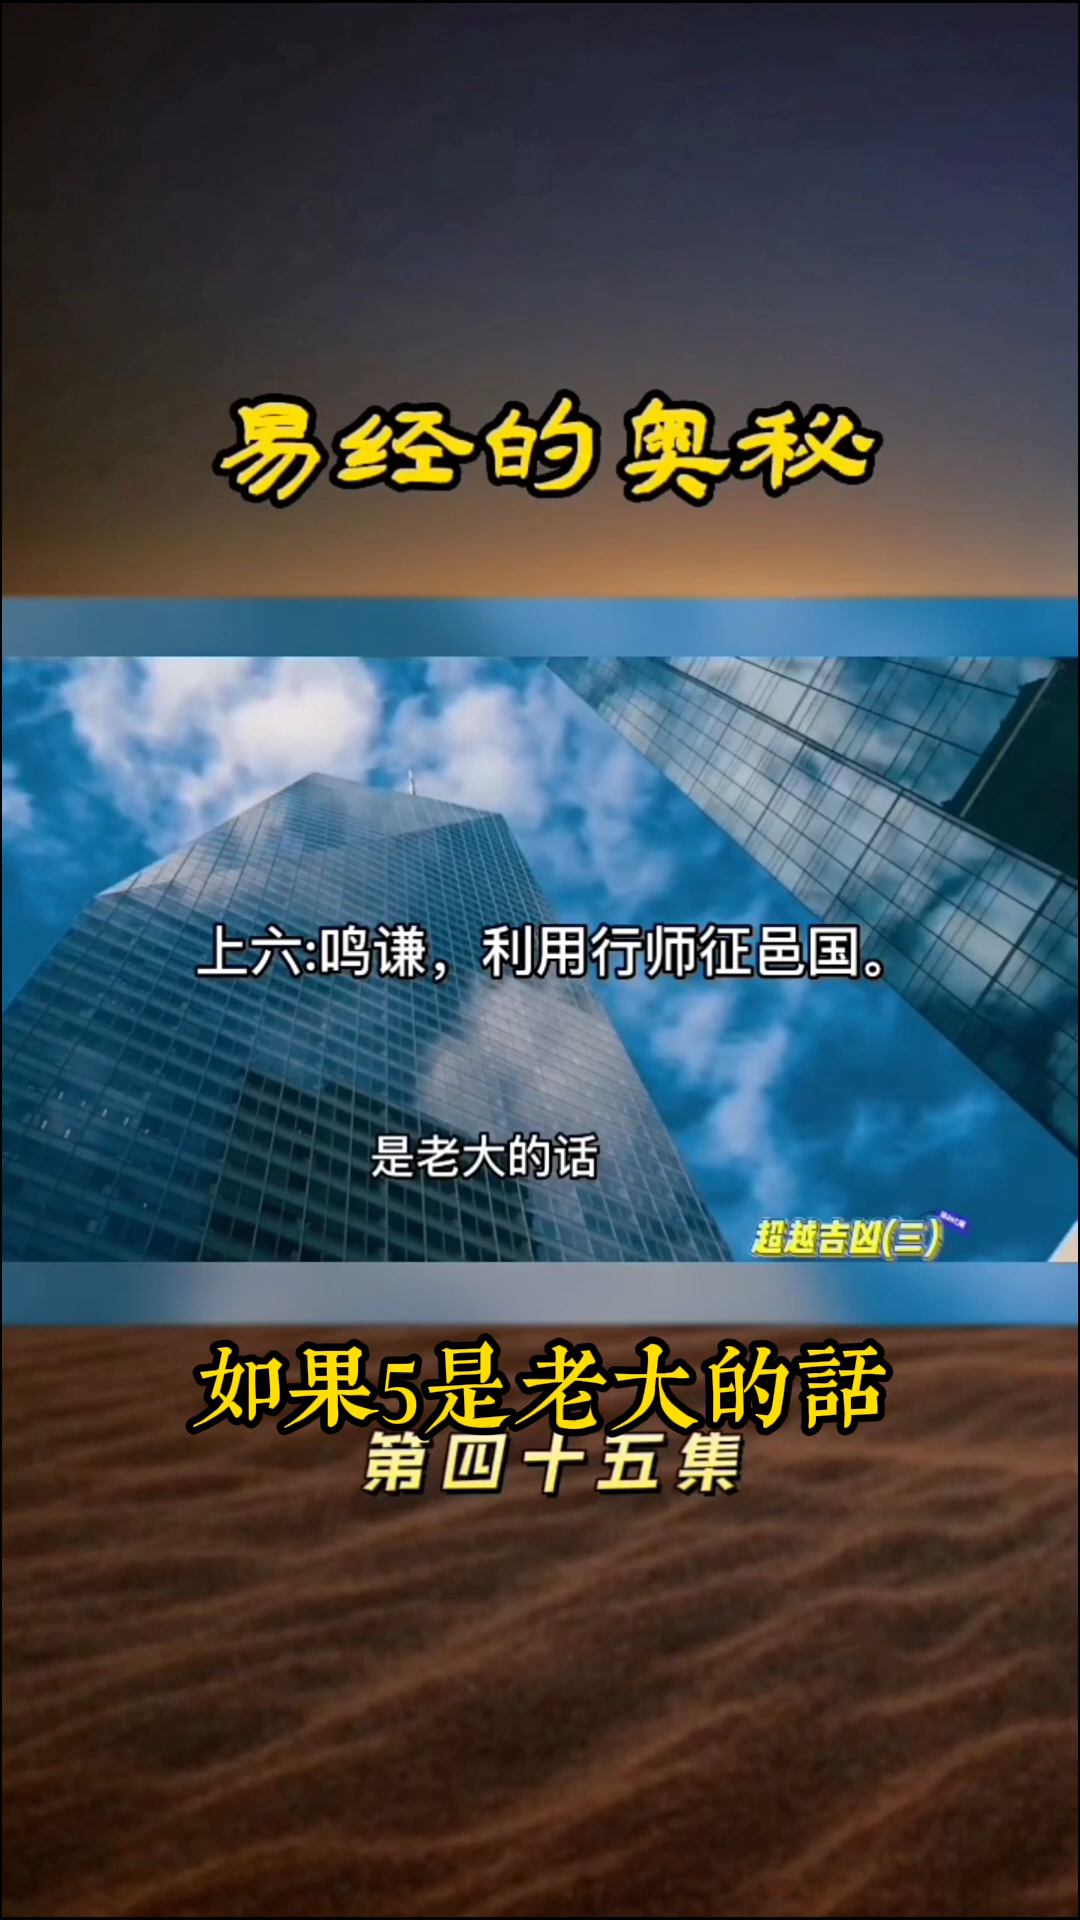 易经的奥秘
上六:鸣谦，利用行师征邑国。
是老大的话
超越吉凶(三)
如果5是老大的話
第四十五集